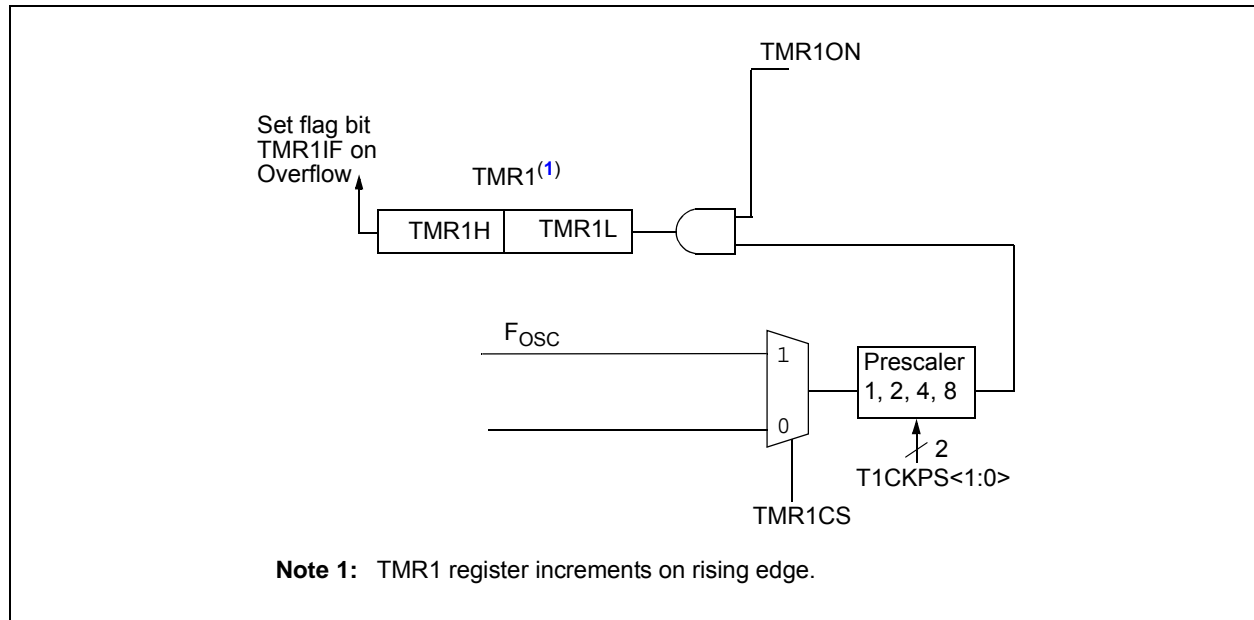 TMR1ON
Set flag bit
TMR1IF on
Overflow
TMR1(1)
TMR1H
TMR1L
FOSC
1
Prescaler
1, 2, 4, 8
0
2
T1CKPS<1:0>
TMR1CS
Note 1: TMR1 register increments on rising edge.